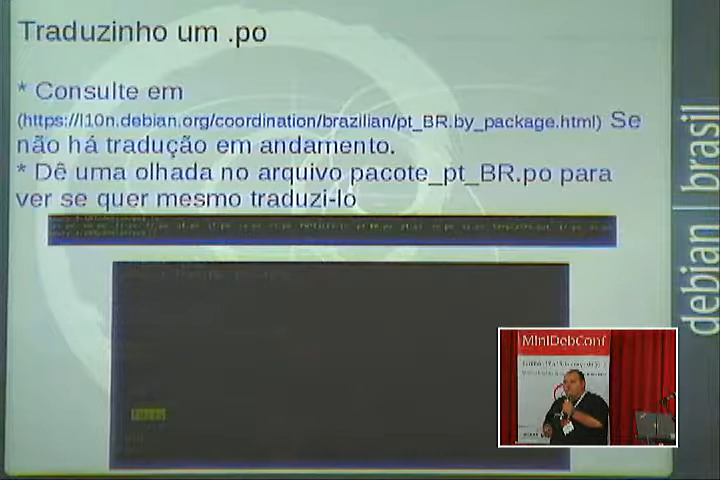 Traduzinho um .po
* Consulte em
(https://l10n.debian.org/coordination/brazilian/pt_BR.by_package.html) Se
não há tradução em andamento.
* Dê uma olhada no arquivo pacote_pt_BR.po para
ver se quer mesmo traduzi-lo
debian | brasil
MiniDebConf